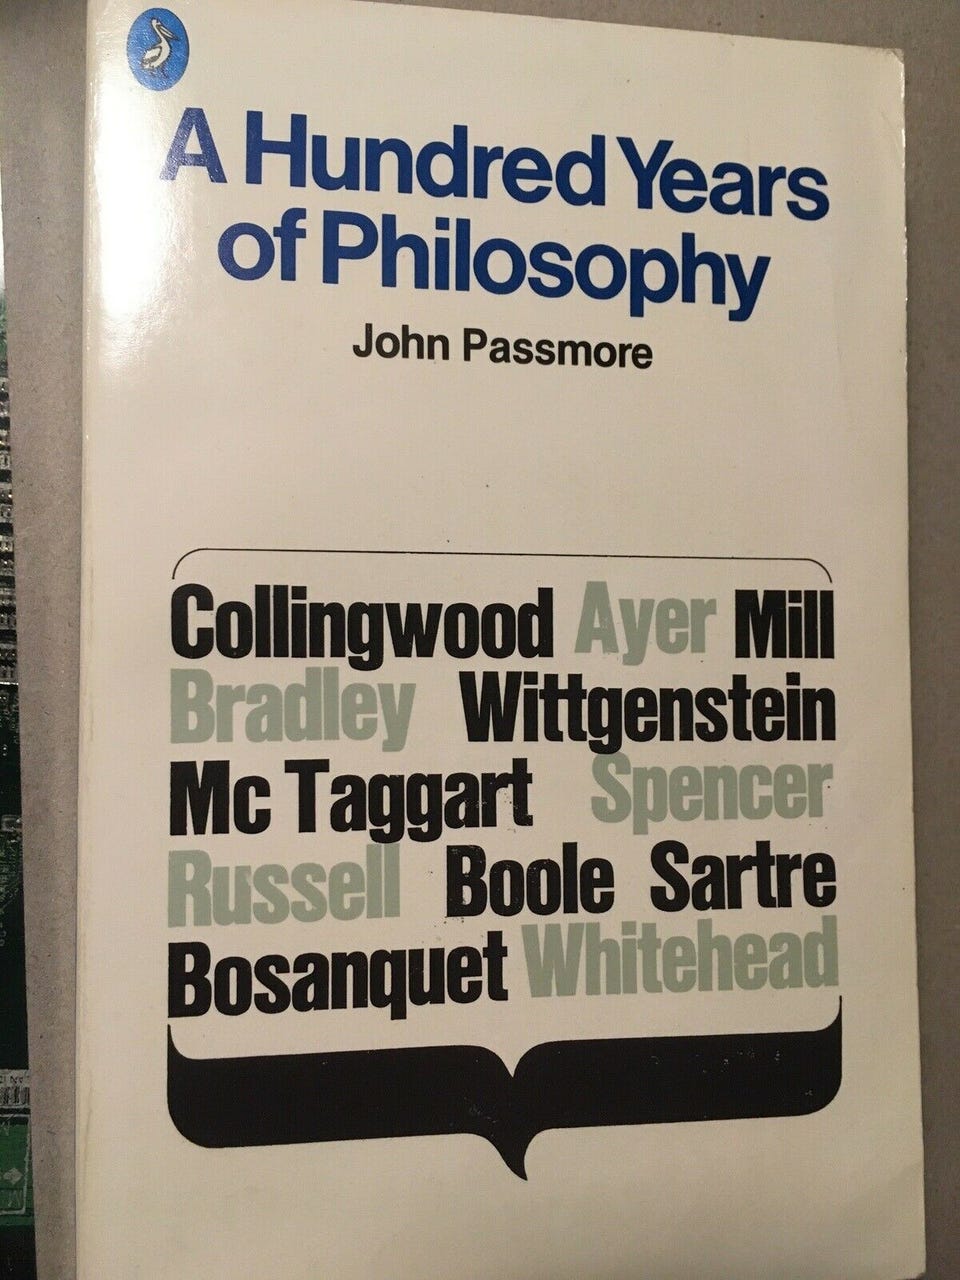 A Hundred Years
of Philosophy
John Passmore
Collingwood Ayer Mill
Bradley Wittgenstein
Mc Taggart Spencer
Russell Boole Sartre
Bosanquet Whitehead